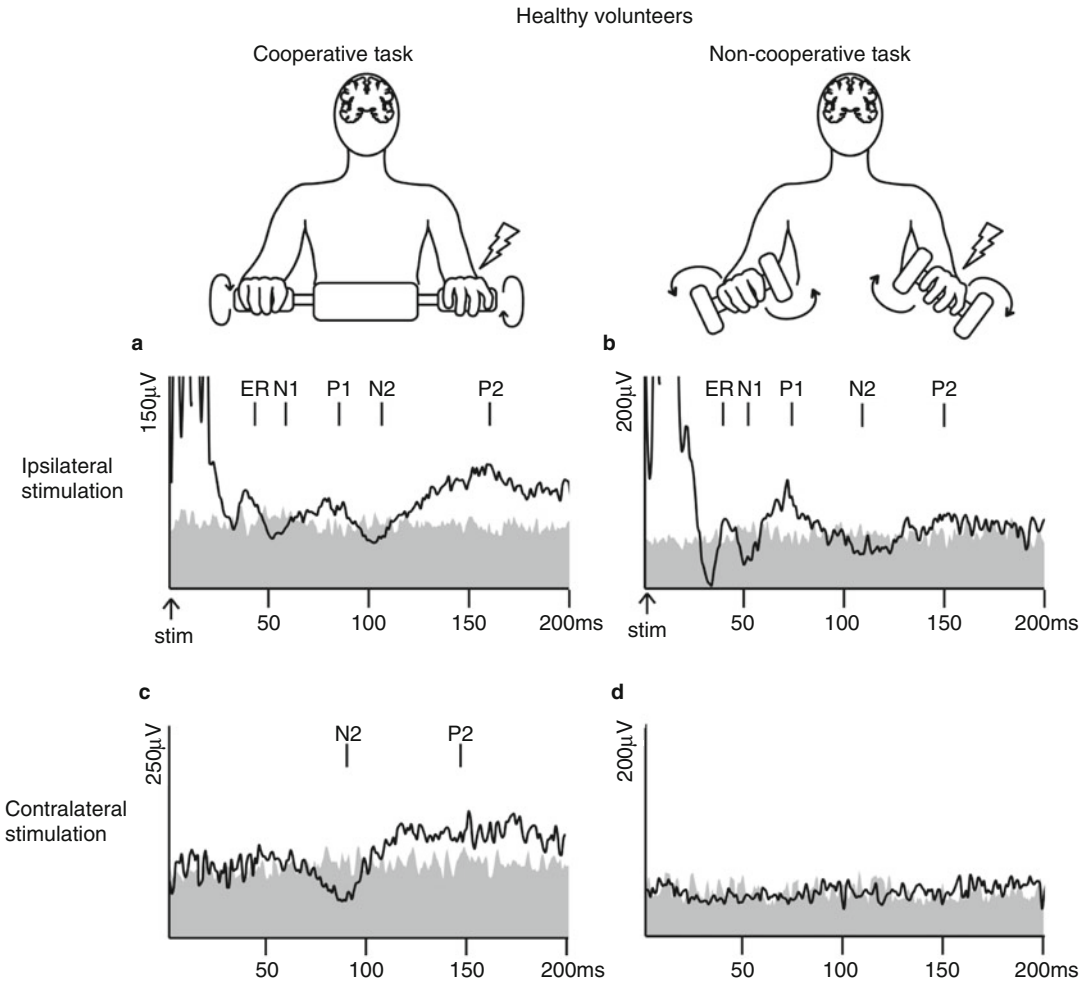 Healthy volunteers
Cooperative task
Non-cooperative task
a
b
150µV
ER N1 P1 N2 P2
200µV
ER N1 P1 N2 P2
Ipsilateral
stimulation
50 100 150 200ms
stim
50 100 150 200ms
stim
c
d
250µV
N2 P2
200µV
Contralateral
stimulation
50 100 150 200ms
50 100 150 200ms